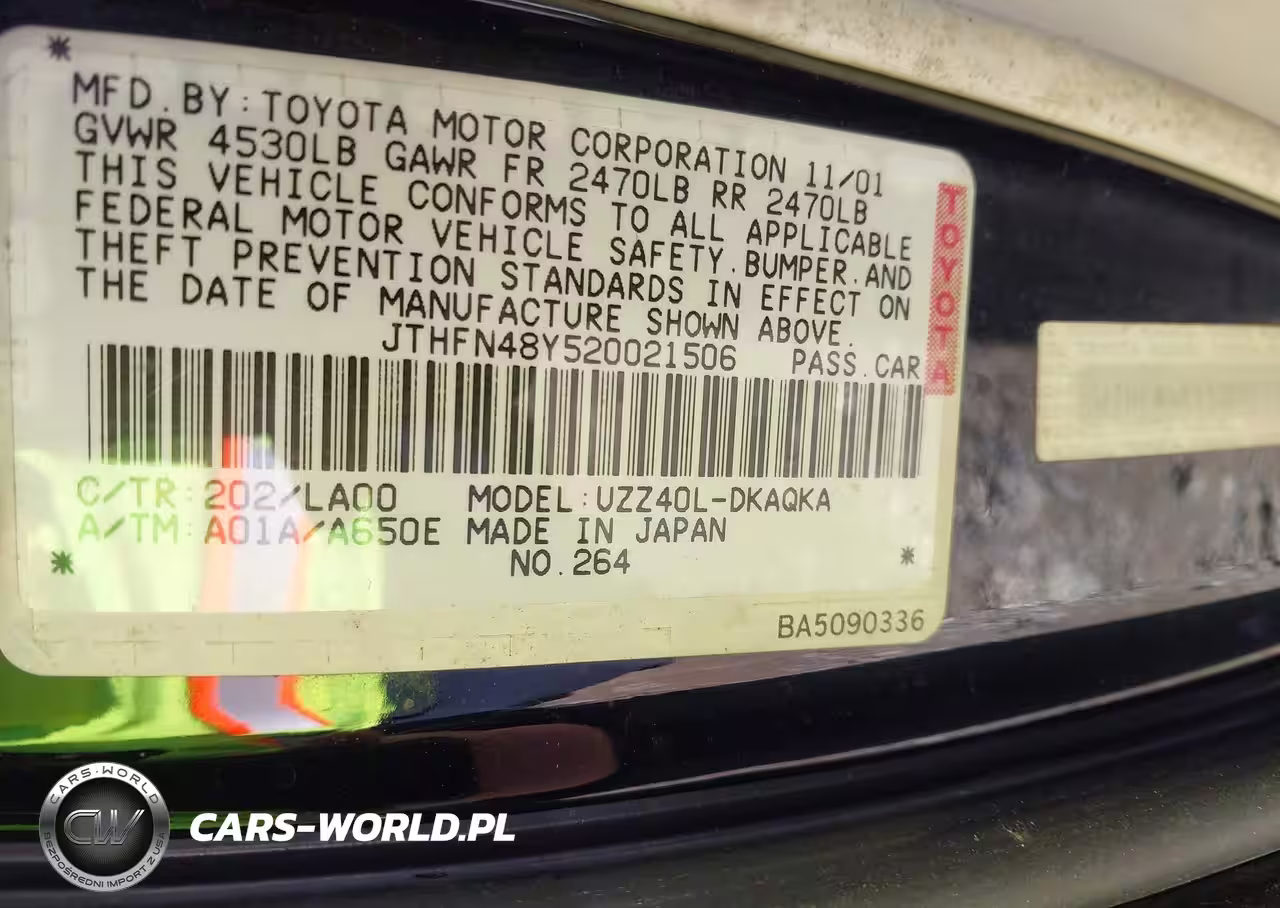 MFD.BY:TOYOTA MOTOR CORPORATION 11/01
GVWR 4530LB GAWR FR 2470LB RR 2470LB
THIS VEHICLE CONFORMS TO ALL APPLICABLE
FEDERAL MOTOR VEHICLE SAFETY.BUMPER.AND
THEFT PREVENTION STANDARDS IN EFFECT ON
THE DATE OF MANUFACTURE SHOWN ABOVE.
JTHFN48Y520021506 PASS.CAR
TOYOTA
C/TR:202/LA00 MODEL:UZZ40L-DKAQKA
A/TM:A01A/A650E MADE IN JAPAN
NO.264
BA5090336
CARS-WORLD
CW
BEZPOŚREDNI IMPORT Z USA
CARS-WORLD.PL